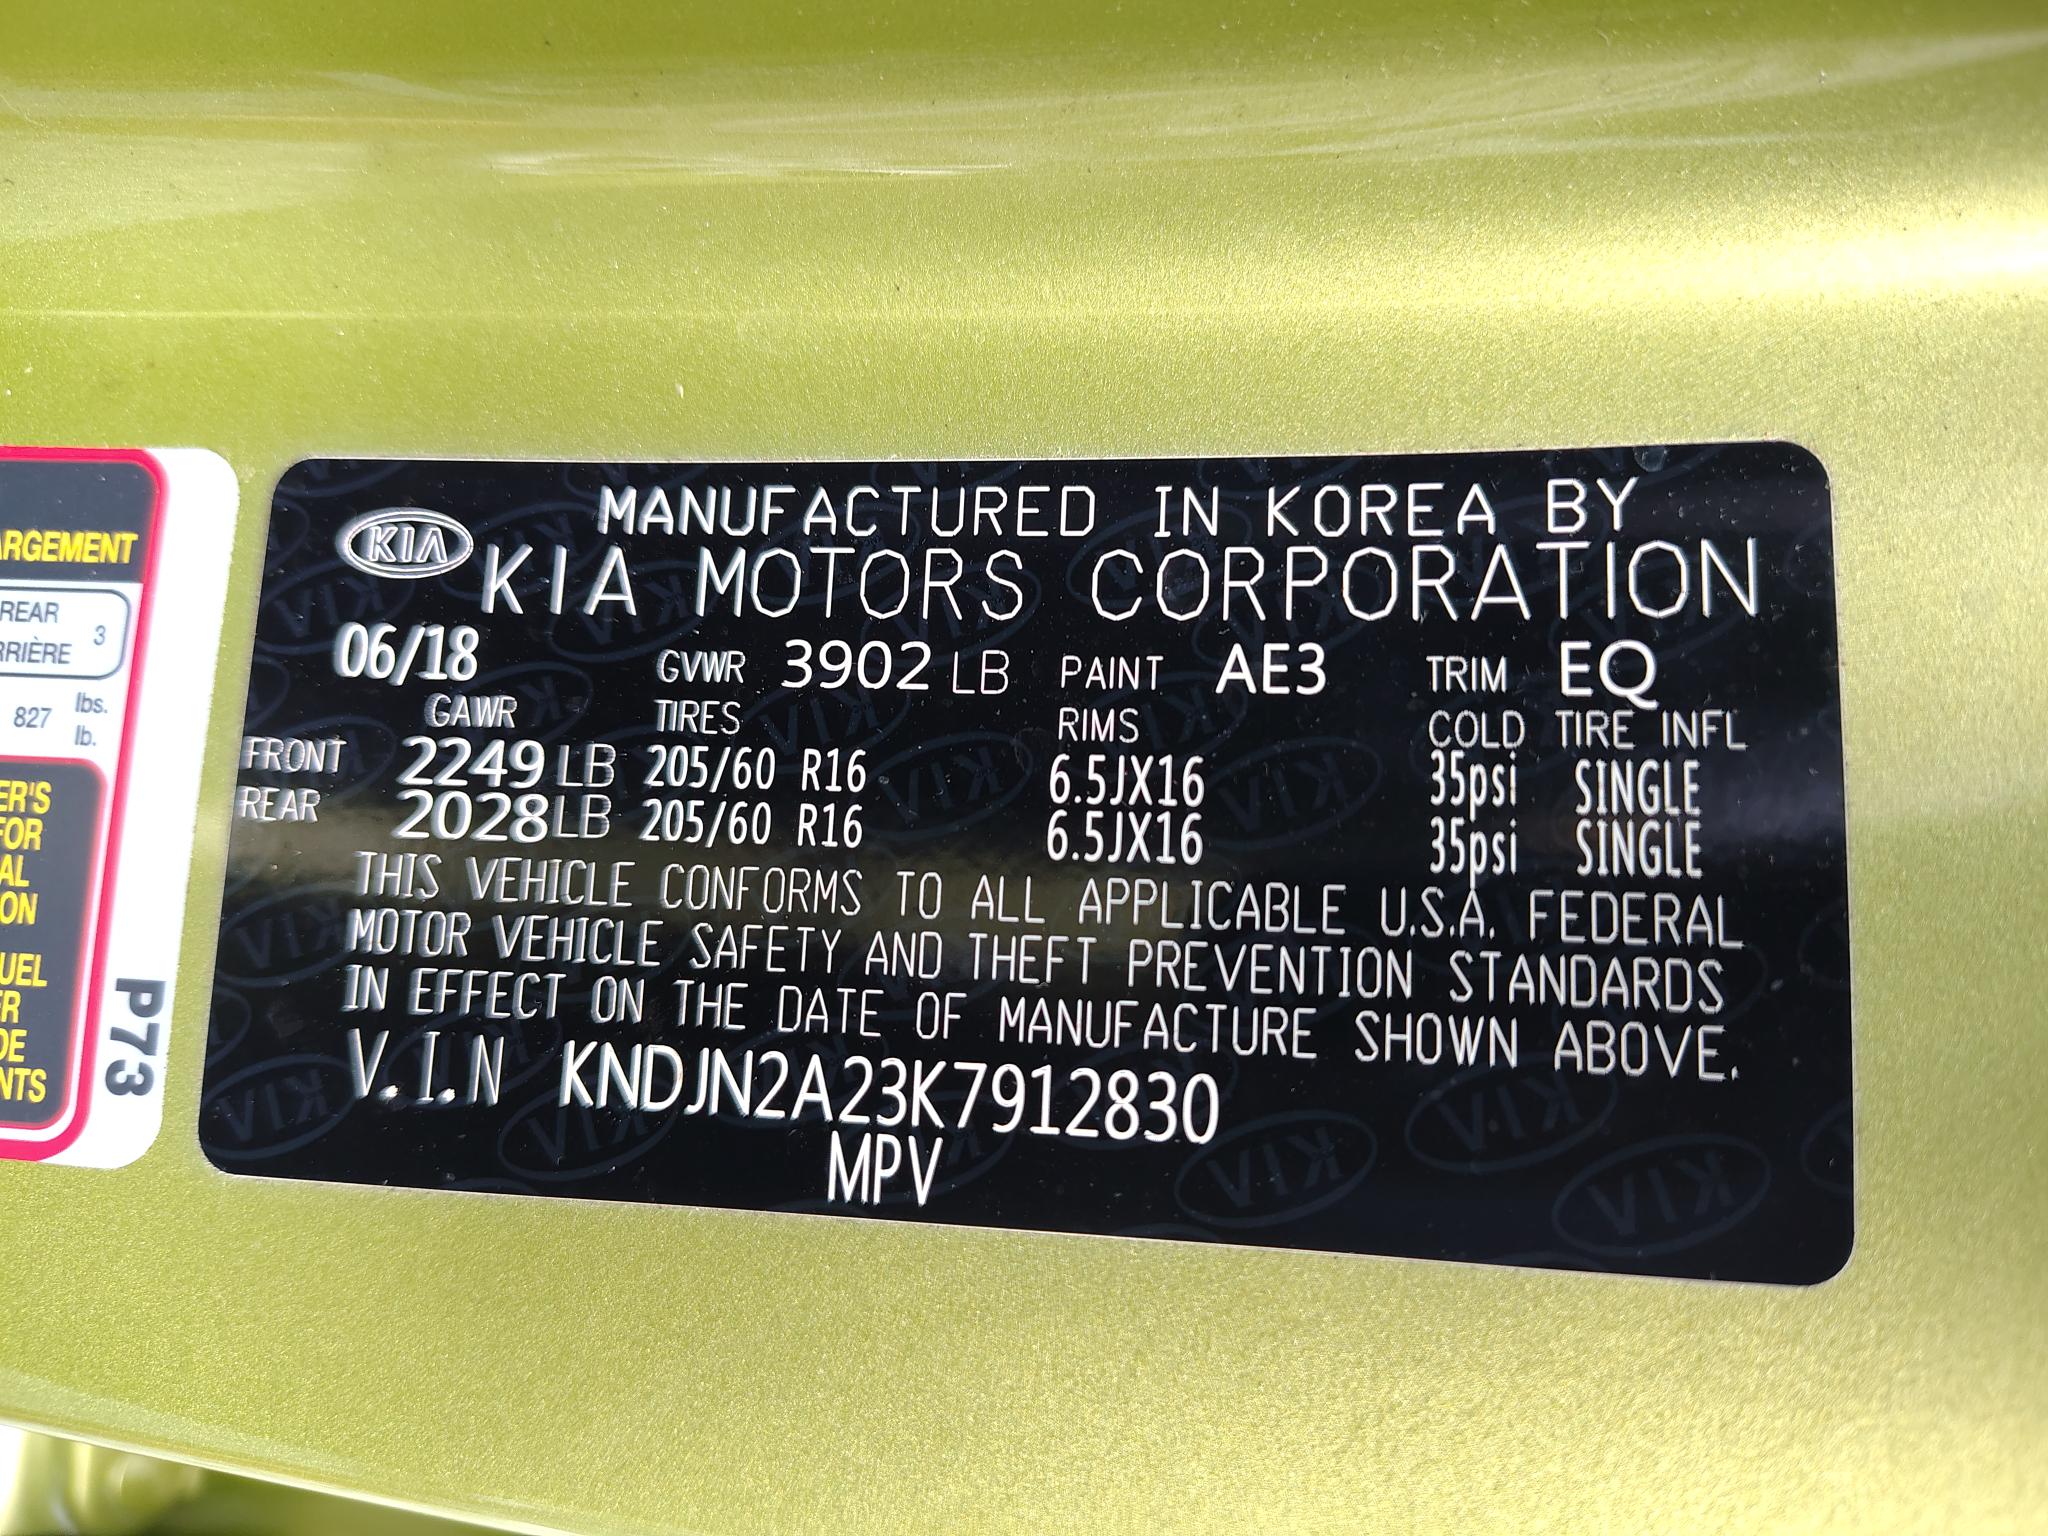 ARGEMENT
REAR
RRIÈRE 3
827 lbs.
lb.
ER'S
FOR
AL
ON
UEL
ER
DE
NTS
P73
KIA
MANUFACTURED IN KOREA BY
KIA MOTORS CORPORATION
06/18 GVWR 3902 LB PAINT AE3 TRIM EQ
GAWR TIRES RIMS COLD TIRE INFL
FRONT 2249 LB 205/60 R16 6.5JX16 35psi SINGLE
REAR 2028 LB 205/60 R16 6.5JX16 35psi SINGLE
THIS VEHICLE CONFORMS TO ALL APPLICABLE U.S.A. FEDERAL
MOTOR VEHICLE SAFETY AND THEFT PREVENTION STANDARDS
IN EFFECT ON THE DATE OF MANUFACTURE SHOWN ABOVE.
V.I.N KNDJN2A23K7912830
MPV